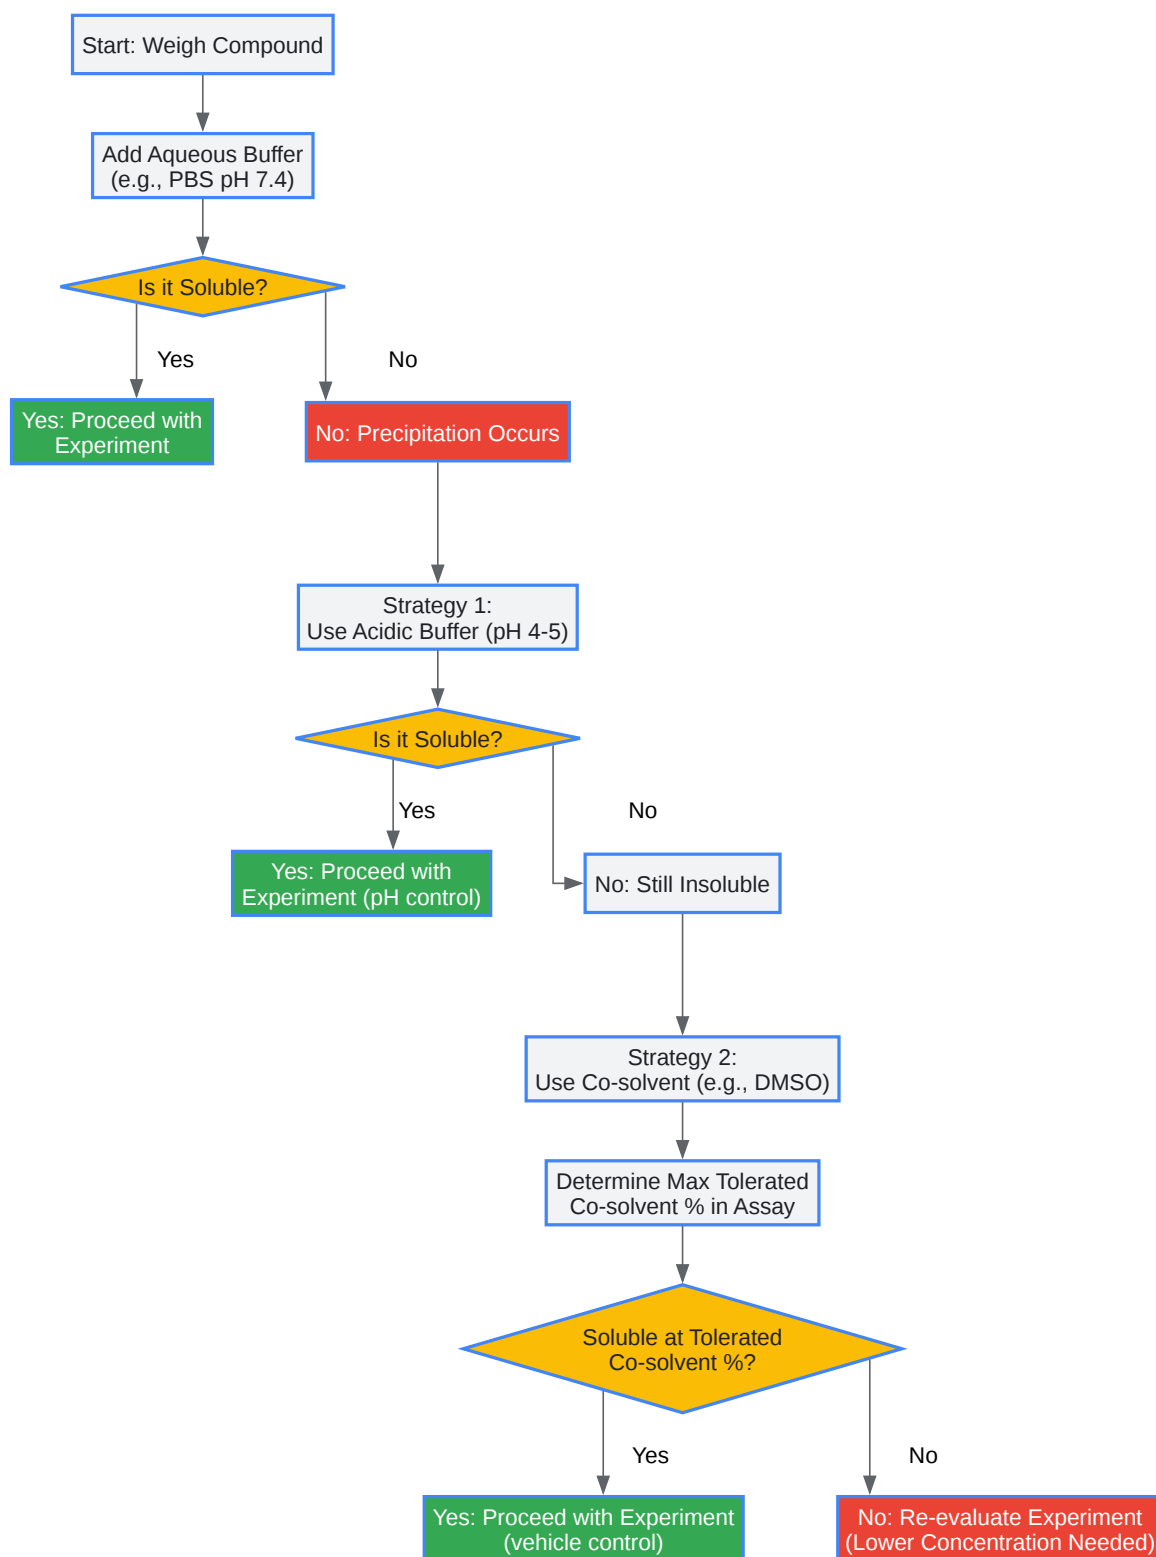 Start: Weigh Compound
Add Aqueous Buffer
(e.g., PBS pH 7.4)
Is it Soluble?
Yes
No
Yes: Proceed with
Experiment
No: Precipitation Occurs
Strategy 1:
Use Acidic Buffer (pH 4-5)
Is it Soluble?
Yes
No
Yes: Proceed with
Experiment (pH control)
No: Still Insoluble
Strategy 2:
Use Co-solvent (e.g., DMSO)
Determine Max Tolerated
Co-solvent % in Assay
Soluble at Tolerated
Co-solvent %?
Yes
No
Yes: Proceed with Experiment
(vehicle control)
No: Re-evaluate Experiment
(Lower Concentration Needed)